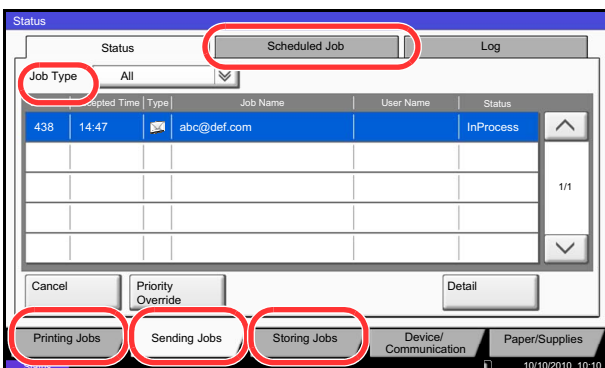 Status
Status Scheduled Job Log
Job Type All
Accepted Time Type Job Name User Name Status
438 14:47 abc@def.com InProcess
1/1
Cancel Priority Override Detail
Printing Jobs Sending Jobs Storing Jobs Device/ Communication Paper/Supplies
Status 10/10/2010 10:10